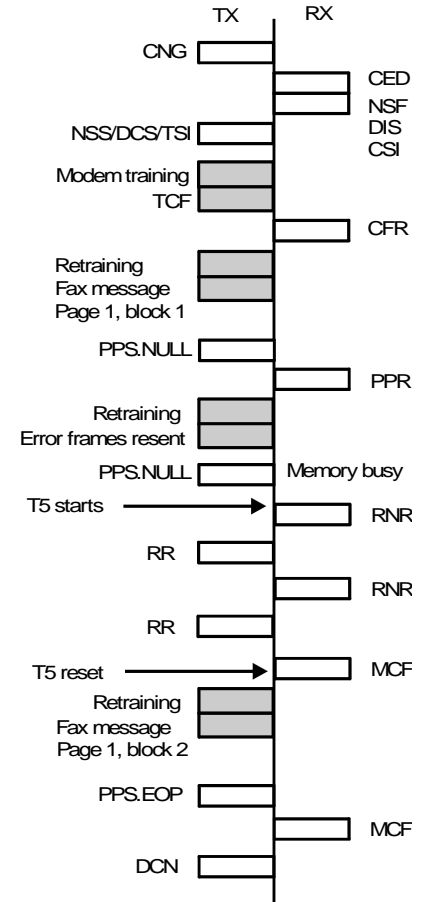 TX RX
CNG
CED
NSF
DIS
CSI
NSS/DCS/TSI
Modem training
TCF
CFR
Retraining
Fax message
Page 1, block 1
PPS.NULL
PPR
Retraining
Error frames resent
PPS.NULL Memory busy
T5 starts
RNR
RR
RNR
RR
T5 reset
MCF
Retraining
Fax message
Page 1, block 2
PPS.EOP
MCF
DCN